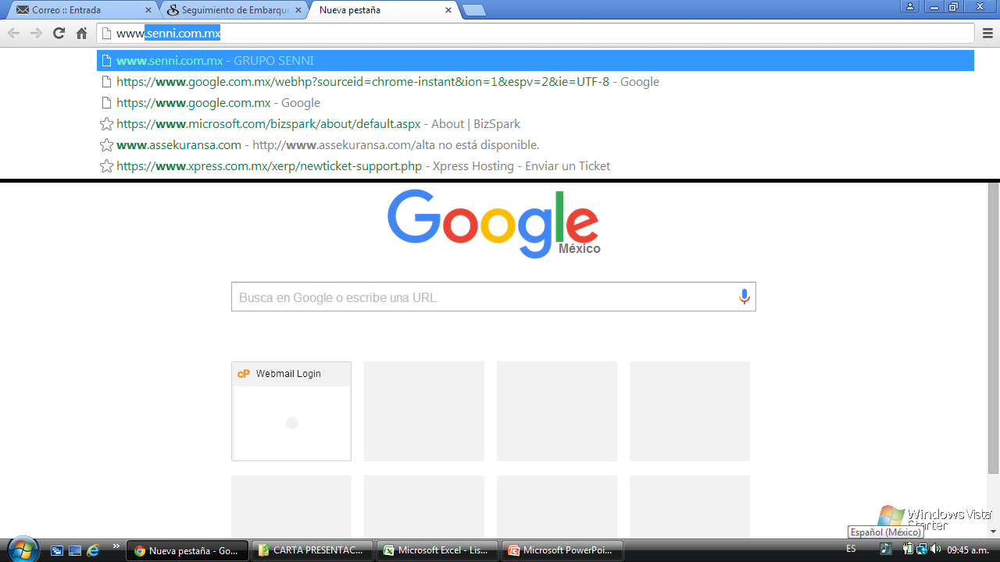 Correo :: Entrada
Seguimiento de Embarque
Nueva pestaña
www.senni.com.mx
www.senni.com.mx - GRUPO SENNI
https://www.google.com.mx/webhp?sourceid=chrome-instant&ion=1&espv=2&ie=UTF-8 - Google
https://www.google.com.mx - Google
https://www.microsoft.com/bizspark/about/default.aspx - About | BizSpark
www.assekuransa.com - http://www.assekuransa.com/alta no está disponible.
https://www.xpress.com.mx/xerp/newticket-support.php - Xpress Hosting - Enviar un Ticket
Google
México
Busca en Google o escribe una URL
cP Webmail Login
Windows Vista
Starter
Español (México)
Nueva pestaña - Go...
CARTA PRESENTAC...
Microsoft Excel - Lis...
Microsoft PowerPoi...
ES
09:45 a.m.